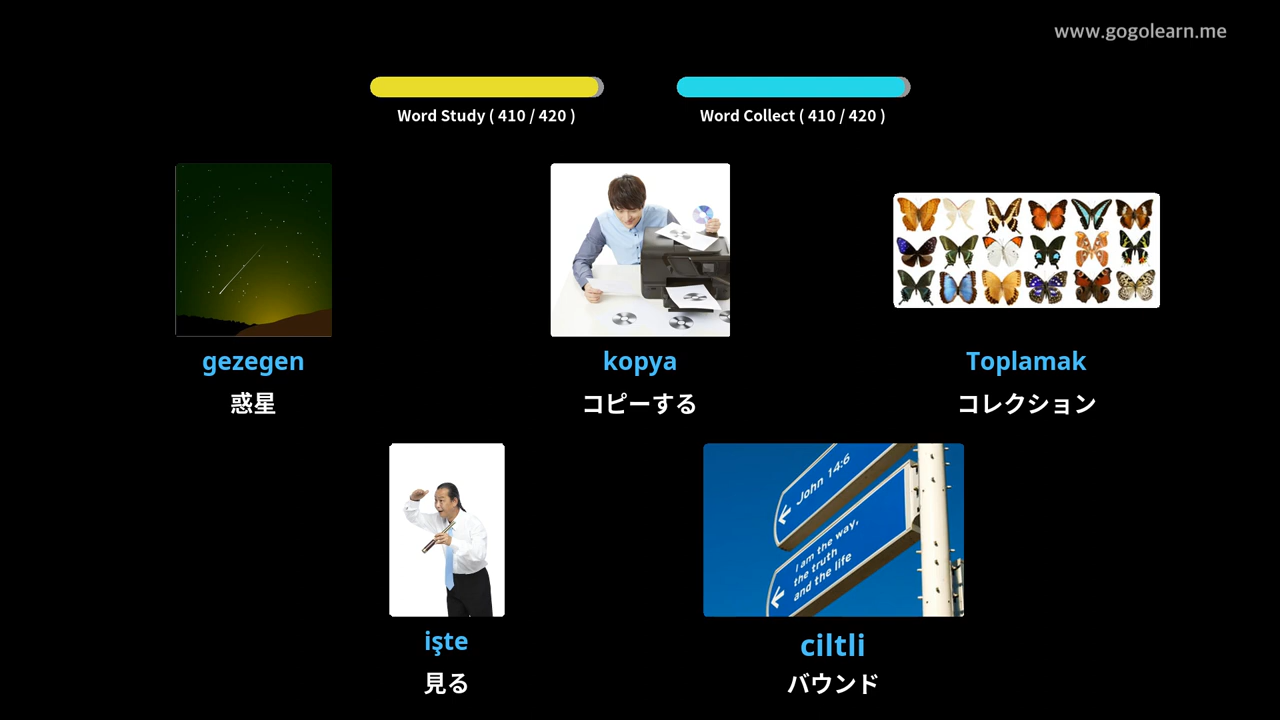 www.gogolearn.me
Word Study ( 410 / 420 )
Word Collect ( 410 / 420 )
gezegen
惑星
kopya
コピーする
Toplamak
コレクション
John 14:6
I am the way,
the truth
and the life
işte
見る
ciltli
バウンド